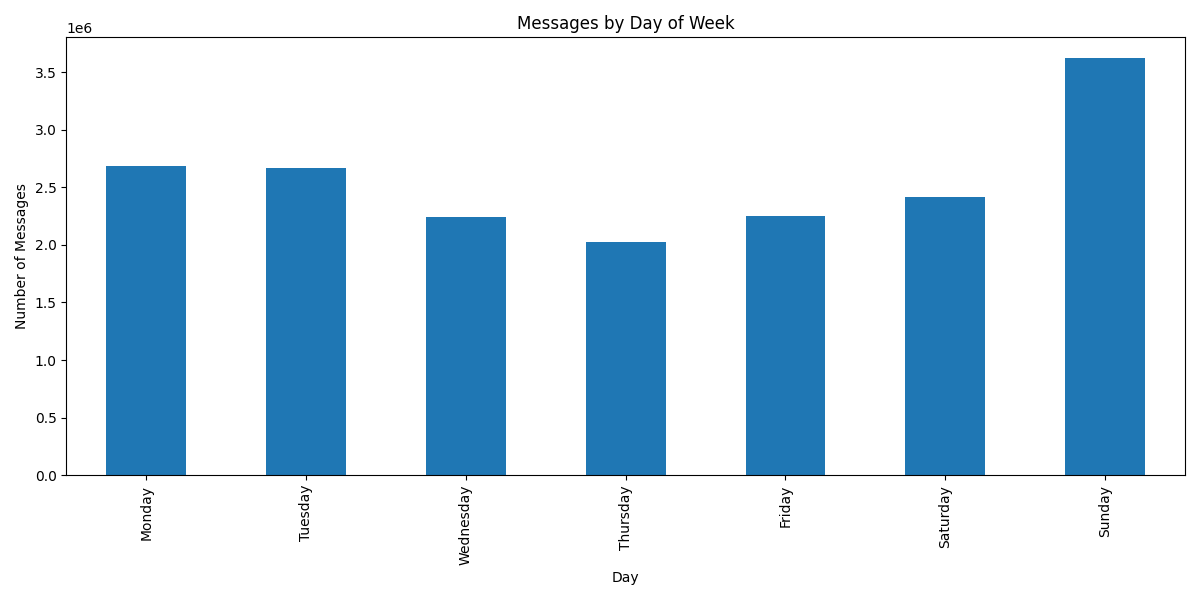 Messages by Day of Week
1e6
3.5
3.0
2.5
2.0
1.5
1.0
0.5
0.0
Number of Messages
Monday
Tuesday
Wednesday
Thursday
Friday
Saturday
Sunday
Day